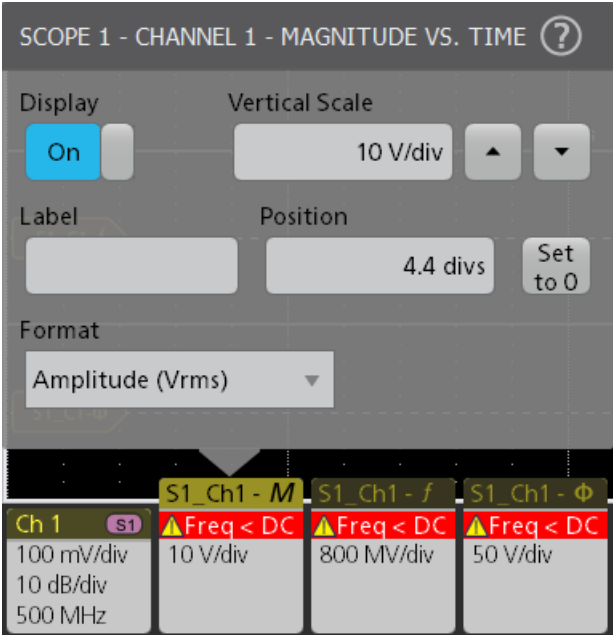 SCOPE 1 - CHANNEL 1 - MAGNITUDE VS. TIME ?
Display Vertical Scale
On 10 V/div
Label Position
4.4 divs Set to 0
Format
Amplitude (Vrms)
S1_C1-Φ
S1_Ch1 - M S1_Ch1 - f S1_Ch1 - Φ
Ch 1 S1 Freq < DC Freq < DC Freq < DC
100 mV/div 10 V/div 800 MV/div 50 V/div
10 dB/div
500 MHz